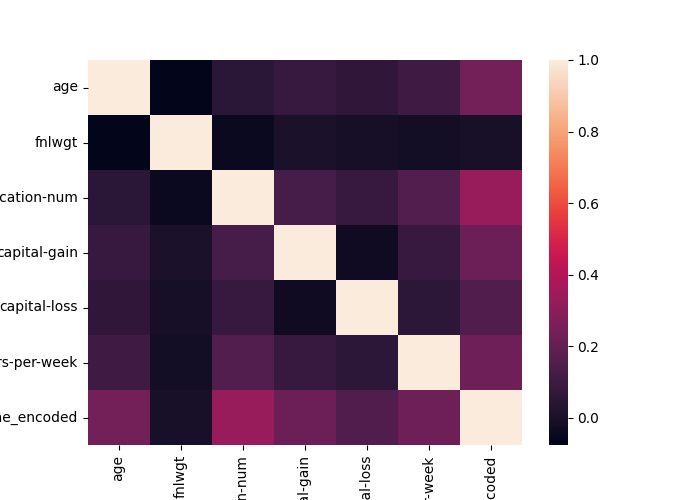 age
fnlwgt
cation-num
capital-gain
capital-loss
rs-per-week
ne_encoded
1.0
0.8
0.6
0.4
0.2
0.0
age
fnlwgt
n-num
al-gain
al-loss
r-week
coded